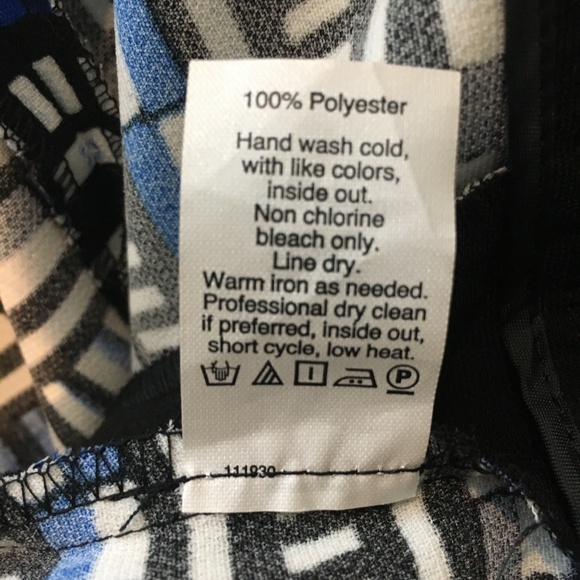 100% Polyester
Hand wash cold,
with like colors,
inside out.
Non chlorine
bleach only.
Line dry.
Warm iron as needed.
Professional dry clean
if preferred, inside out,
short cycle, low heat.
P
111930